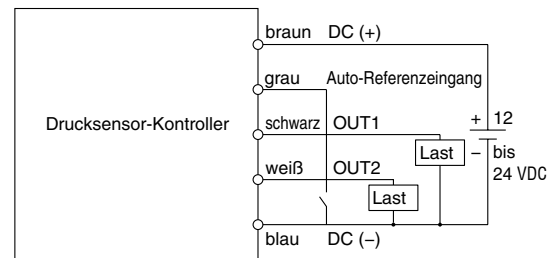 braun DC (+)
grau Auto-Referenzeingang
Drucksensor-Kontroller
schwarz OUT1
+ 12
Last
– bis
24 VDC
weiß OUT2
Last
blau DC (–)